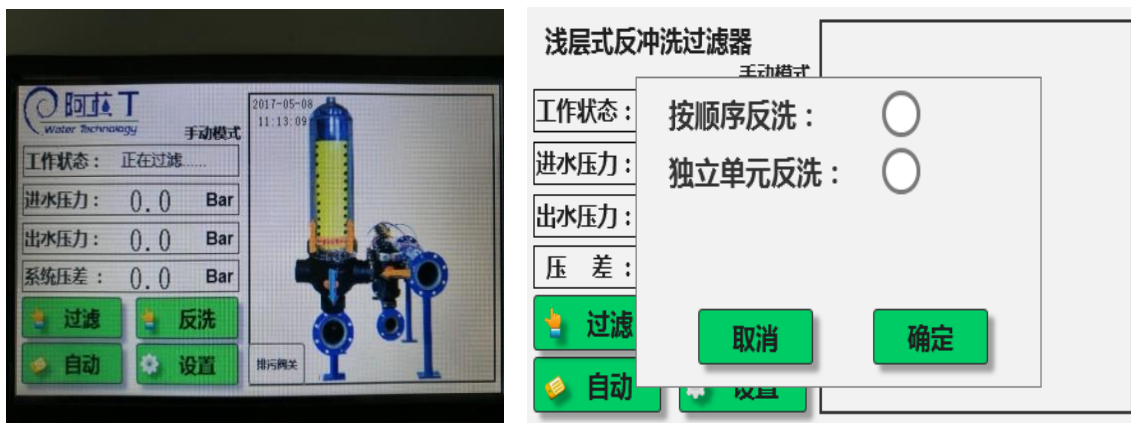 阿拉丁
Water Technology
手动模式
2017-05-08
11:13:09
工作状态： 正在过滤......
进水压力： 0.0 Bar
出水压力： 0.0 Bar
系统压差： 0.0 Bar
过滤 反洗
自动 设置
排污阀关
浅层式反冲洗过滤器
手动模式
工作状态：
进水压力：
出水压力：
压 差：
过滤
自动 设置
按顺序反洗：
独立单元反洗：
取消 确定